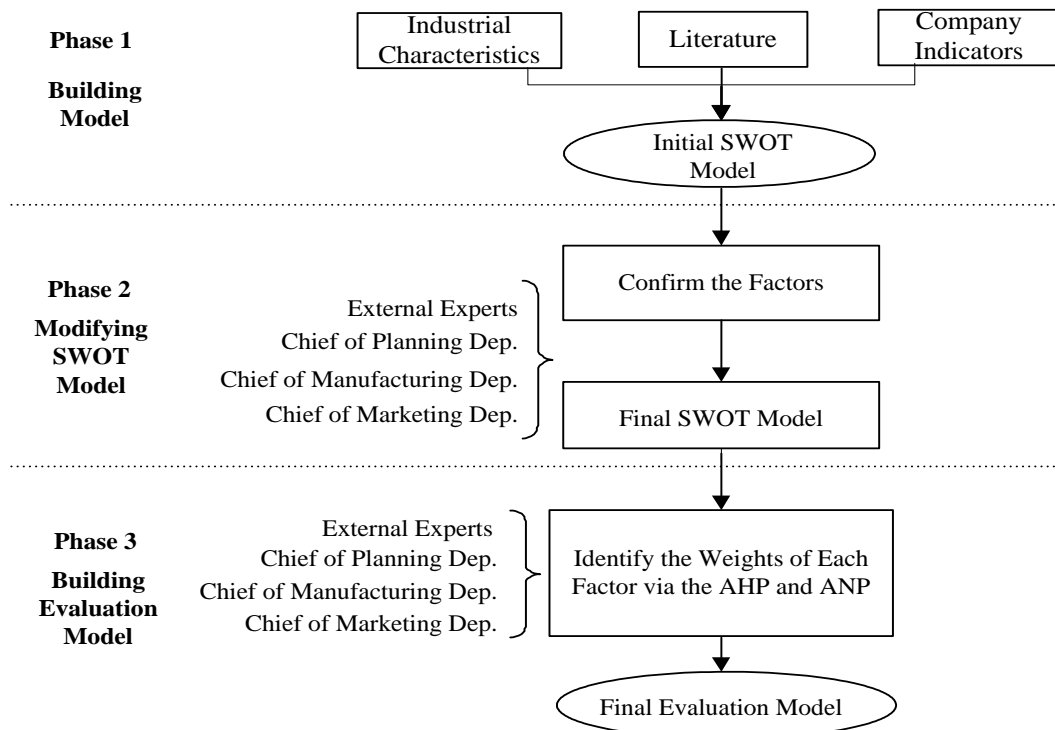 Phase 1
Building
Model
Industrial
Characteristics
Literature
Company
Indicators
Initial SWOT
Model
Phase 2
Modifying
SWOT
Model
External Experts
Chief of Planning Dep.
Chief of Manufacturing Dep.
Chief of Marketing Dep.
Confirm the Factors
Final SWOT Model
Phase 3
Building
Evaluation
Model
External Experts
Chief of Planning Dep.
Chief of Manufacturing Dep.
Chief of Marketing Dep.
Identify the Weights of Each
Factor via the AHP and ANP
Final Evaluation Model